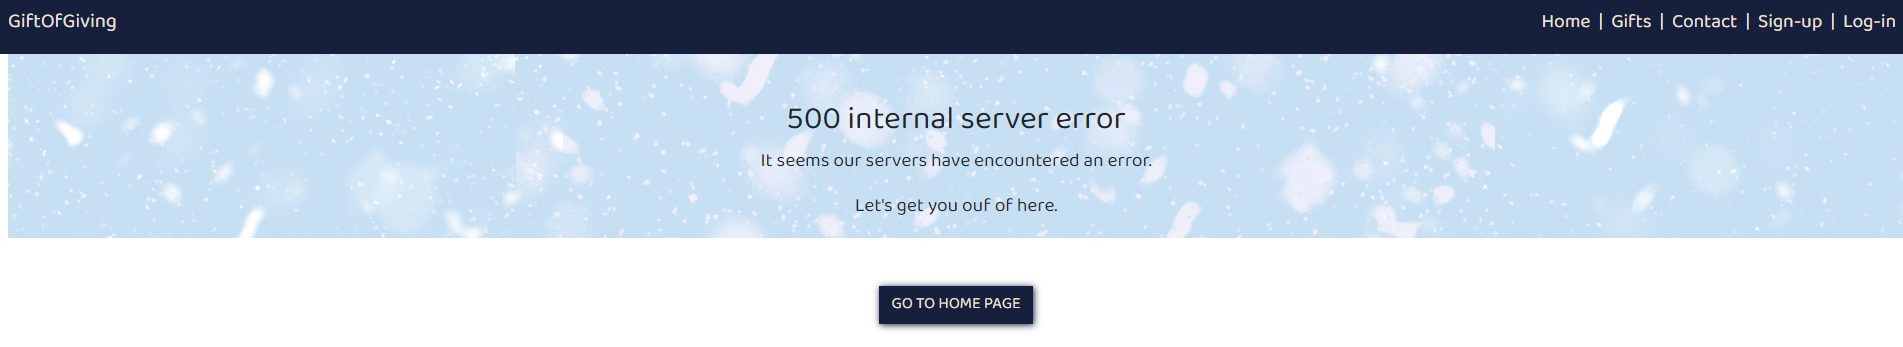 GiftOfGiving
Home | Gifts | Contact | Sign-up | Log-in
500 internal server error
It seems our servers have encountered an error.
Let's get you ouf of here.
GO TO HOME PAGE